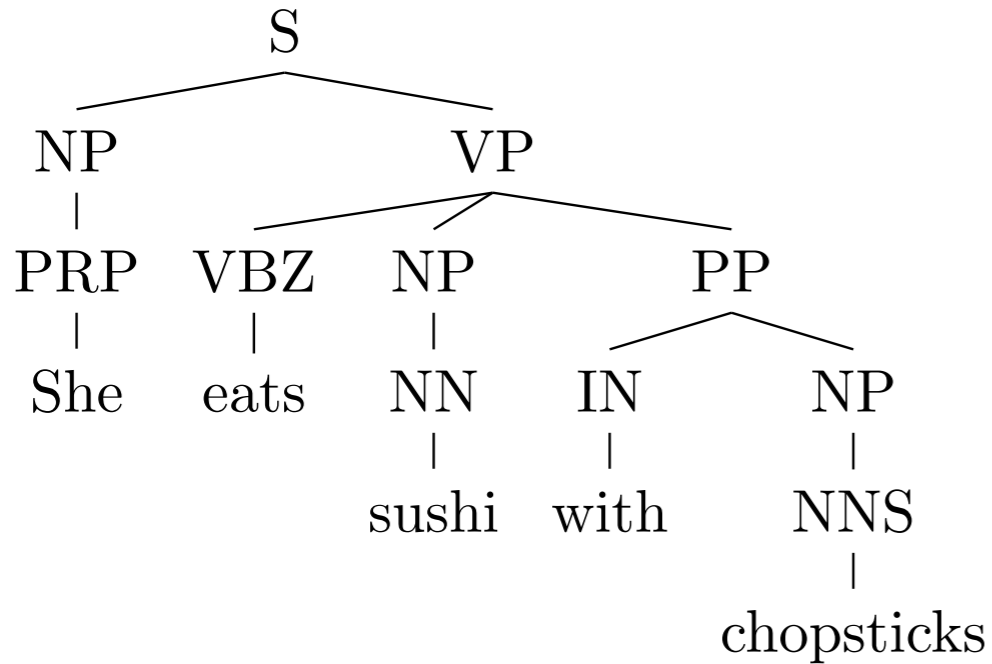 S
NP VP
PRP VBZ NP PP
She eats NN IN NP
sushi with NNS
chopsticks